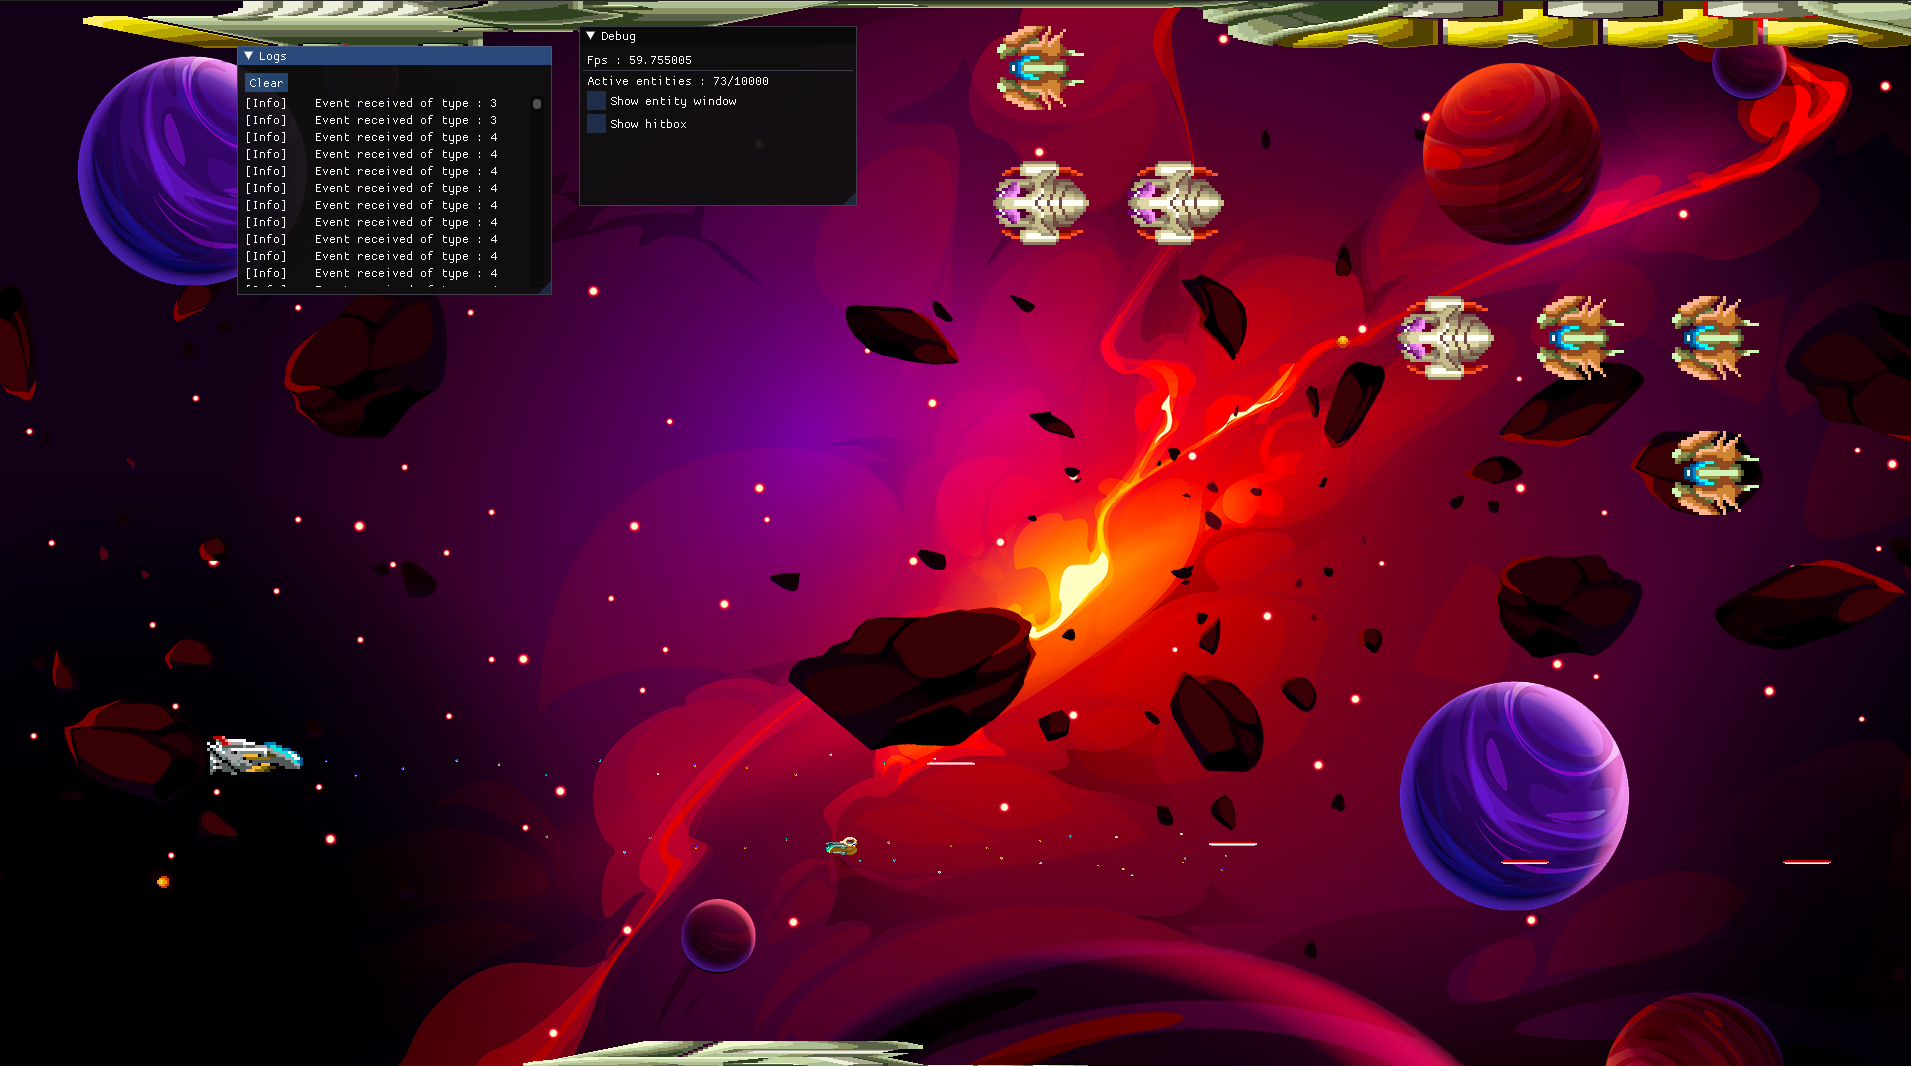 Logs
Clear
[Info] Event received of type : 3
[Info] Event received of type : 3
[Info] Event received of type : 4
[Info] Event received of type : 4
[Info] Event received of type : 4
[Info] Event received of type : 4
[Info] Event received of type : 4
[Info] Event received of type : 4
[Info] Event received of type : 4
[Info] Event received of type : 4
[Info] Event received of type : 4
Debug
Fps : 59.755005
Active entities : 73/10000
Show entity window
Show hitbox